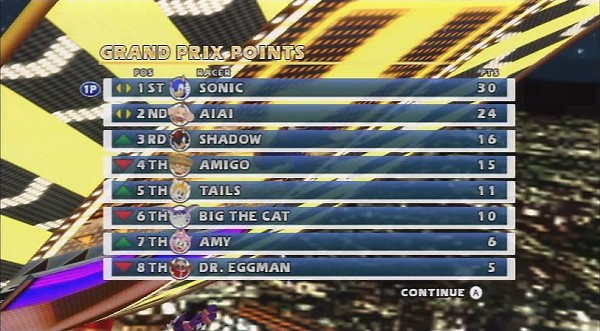 GRAND PRIX POINTS
POS RACER PTS
1P 1ST SONIC 30
2ND AIAI 24
3RD SHADOW 16
4TH AMIGO 15
5TH TAILS 11
6TH BIG THE CAT 10
7TH AMY 6
8TH DR. EGGMAN 5
CONTINUE A